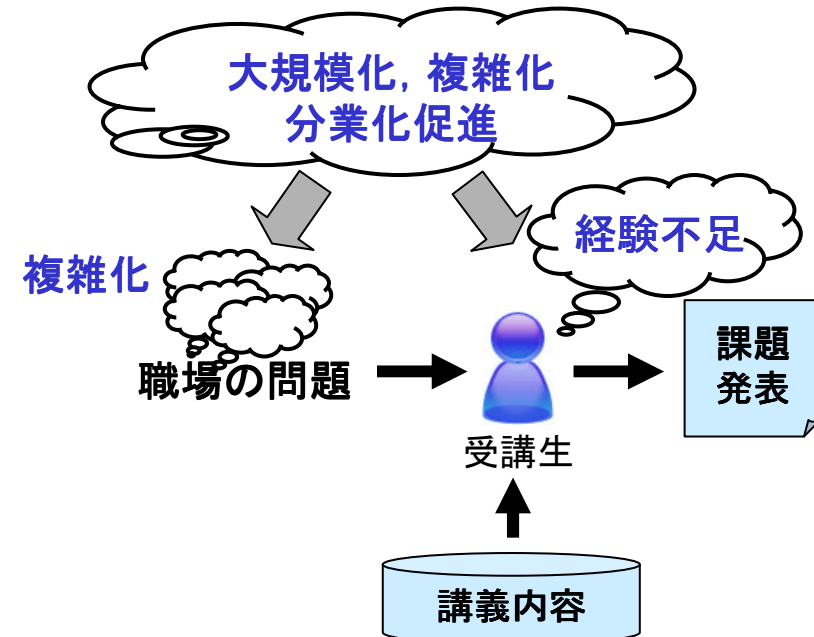 大規模化，複雑化
分業化促進
経験不足
複雑化
職場の問題
課題
発表
受講生
講義内容